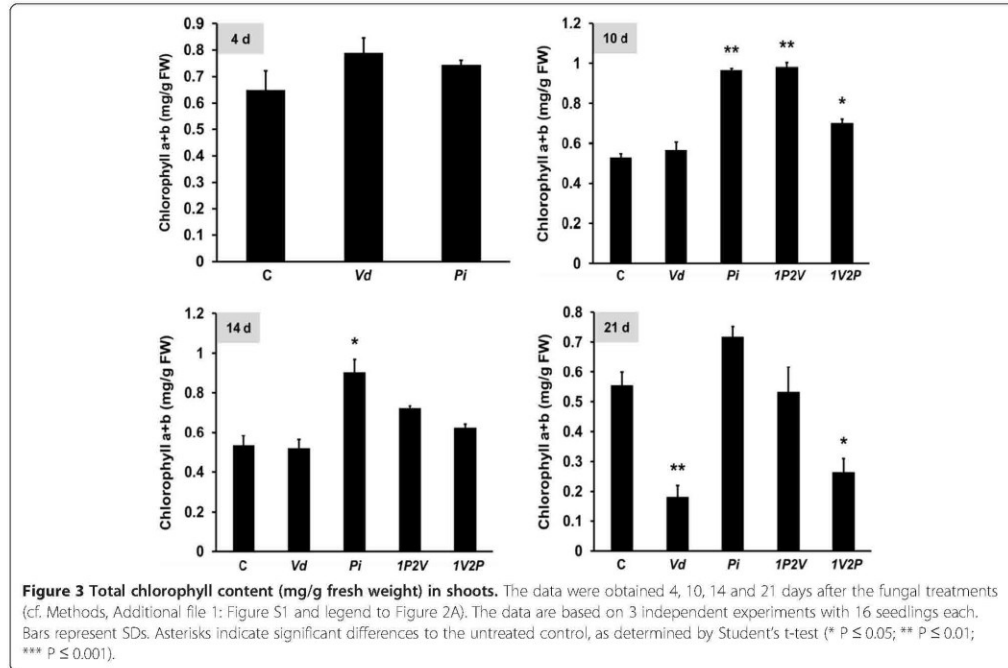 Chlorophyll a+b (mg/g FW)
0.9
0.8
0.7
0.6
0.5
0.4
0.3
0.2
0.1
0
4 d
C Vd Pi
Chlorophyll a+b (mg/g FW)
1.2
1
0.8
0.6
0.4
0.2
0
10 d
** ** *
C Vd Pi 1P2V 1V2P
Chlorophyll a+b (mg/g FW)
1.2
1
0.8
0.6
0.4
0.2
0
14 d
*
C Vd Pi 1P2V 1V2P
Chlorophyll a+b (mg/g FW)
0.8
0.7
0.6
0.5
0.4
0.3
0.2
0.1
0
21 d
** *
C Vd Pi 1P2V 1V2P
Figure 3 Total chlorophyll content (mg/g fresh weight) in shoots. The data were obtained 4, 10, 14 and 21 days after the fungal treatments
(cf. Methods, Additional file 1: Figure S1 and legend to Figure 2A). The data are based on 3 independent experiments with 16 seedlings each.
Bars represent SDs. Asterisks indicate significant differences to the untreated control, as determined by Student's t-test (* P ≤ 0.05; ** P ≤ 0.01;
*** P ≤ 0.001).